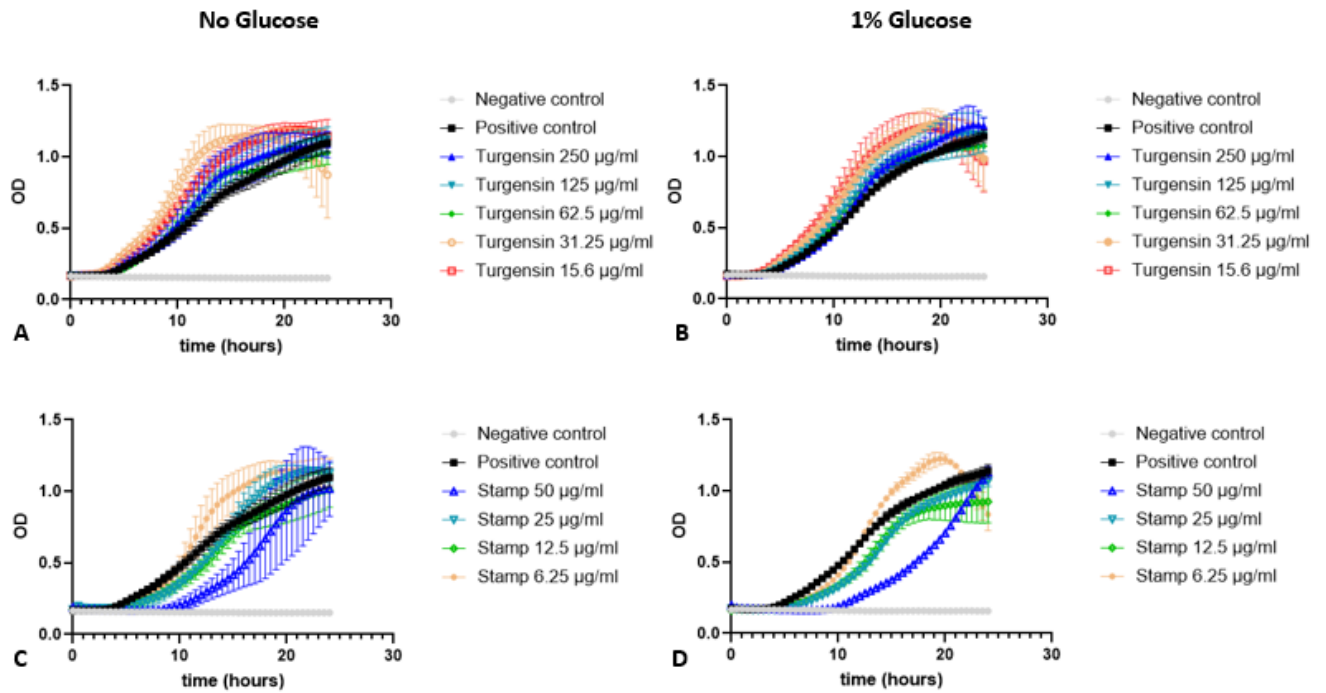 No Glucose
1% Glucose
1.5
1.0
0.5
0.0
OD
0
10
20
30
time (hours)
A
Negative control
Positive control
Turgensin 250 µg/ml
Turgensin 125 µg/ml
Turgensin 62.5 µg/ml
Turgensin 31.25 µg/ml
Turgensin 15.6 µg/ml
1.5
1.0
0.5
0.0
OD
0
10
20
30
time (hours)
B
Negative control
Positive control
Turgensin 250 µg/ml
Turgensin 125 µg/ml
Turgensin 62.5 µg/ml
Turgensin 31.25 µg/ml
Turgensin 15.6 µg/ml
1.5
1.0
0.5
0.0
OD
0
10
20
30
time (hours)
C
Negative control
Positive control
Stamp 50 µg/ml
Stamp 25 µg/ml
Stamp 12.5 µg/ml
Stamp 6.25 µg/ml
1.5
1.0
0.5
0.0
OD
0
10
20
30
time (hours)
D
Negative control
Positive control
Stamp 50 µg/ml
Stamp 25 µg/ml
Stamp 12.5 µg/ml
Stamp 6.25 µg/ml